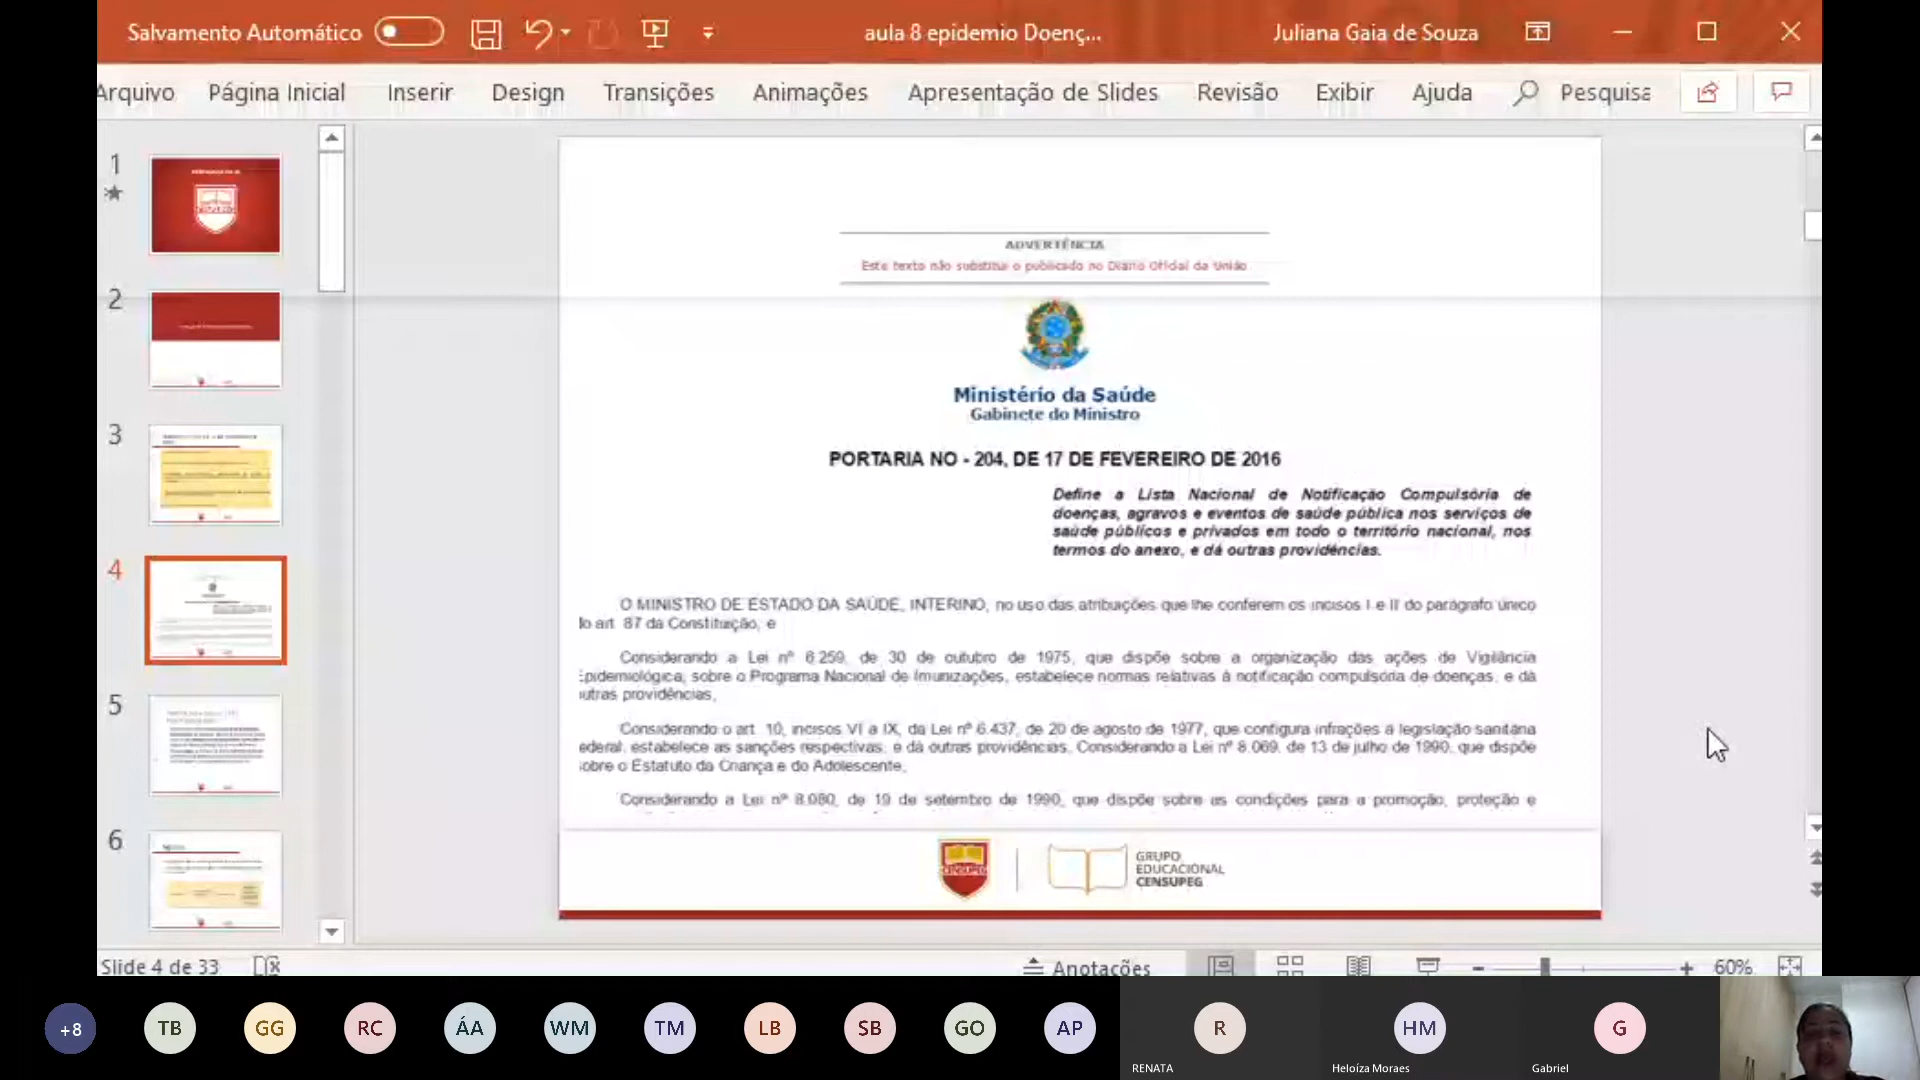 Salvamento Automático
aula 8 epidemio Doenç...
Juliana Gaia de Souza
Arquivo Página Inicial Inserir Design Transições Animações Apresentação de Slides Revisão Exibir Ajuda Pesquisa
1
2
3
4
5
6
ADVERTÊNCIA
Este texto não substitui o publicado no Diário Oficial da União
Ministério da Saúde
Gabinete do Ministro
PORTARIA NO - 204, DE 17 DE FEVEREIRO DE 2016
Define a Lista Nacional de Notificação Compulsória de
doenças, agravos e eventos de saúde pública nos serviços de
saúde públicos e privados em todo o território nacional, nos
termos do anexo, e dá outras providências.
O MINISTRO DE ESTADO DA SAÚDE, INTERINO, no uso das atribuições que lhe conferem os incisos I e II do parágrafo único
do art. 87 da Constituição, e
Considerando a Lei nº 6.259, de 30 de outubro de 1975, que dispõe sobre a organização das ações de Vigilância
Epidemiológica, sobre o Programa Nacional de Imunizações, estabelece normas relativas à notificação compulsória de doenças, e dá
outras providências,
Considerando o art. 10, incisos VI a IX, da Lei nº 6.437, de 20 de agosto de 1977, que configura infrações à legislação sanitária
ederal, estabelece as sanções respectivas, e dá outras providências, Considerando a Lei nº 8.069, de 13 de julho de 1990, que dispõe
obre o Estatuto da Criança e do Adolescente,
Considerando a Lei nº 8.080, de 19 de setembro de 1990, que dispõe sobre as condições para a promoção, proteção e
CENSUPEG
GRUPO
EDUCACIONAL
CENSUPEG
Slide 4 de 33
Anotações
60%
+8 TB GG RC ÁA WM TM LB SB GO AP R HM G
RENATA
Heloíza Moraes
Gabriel